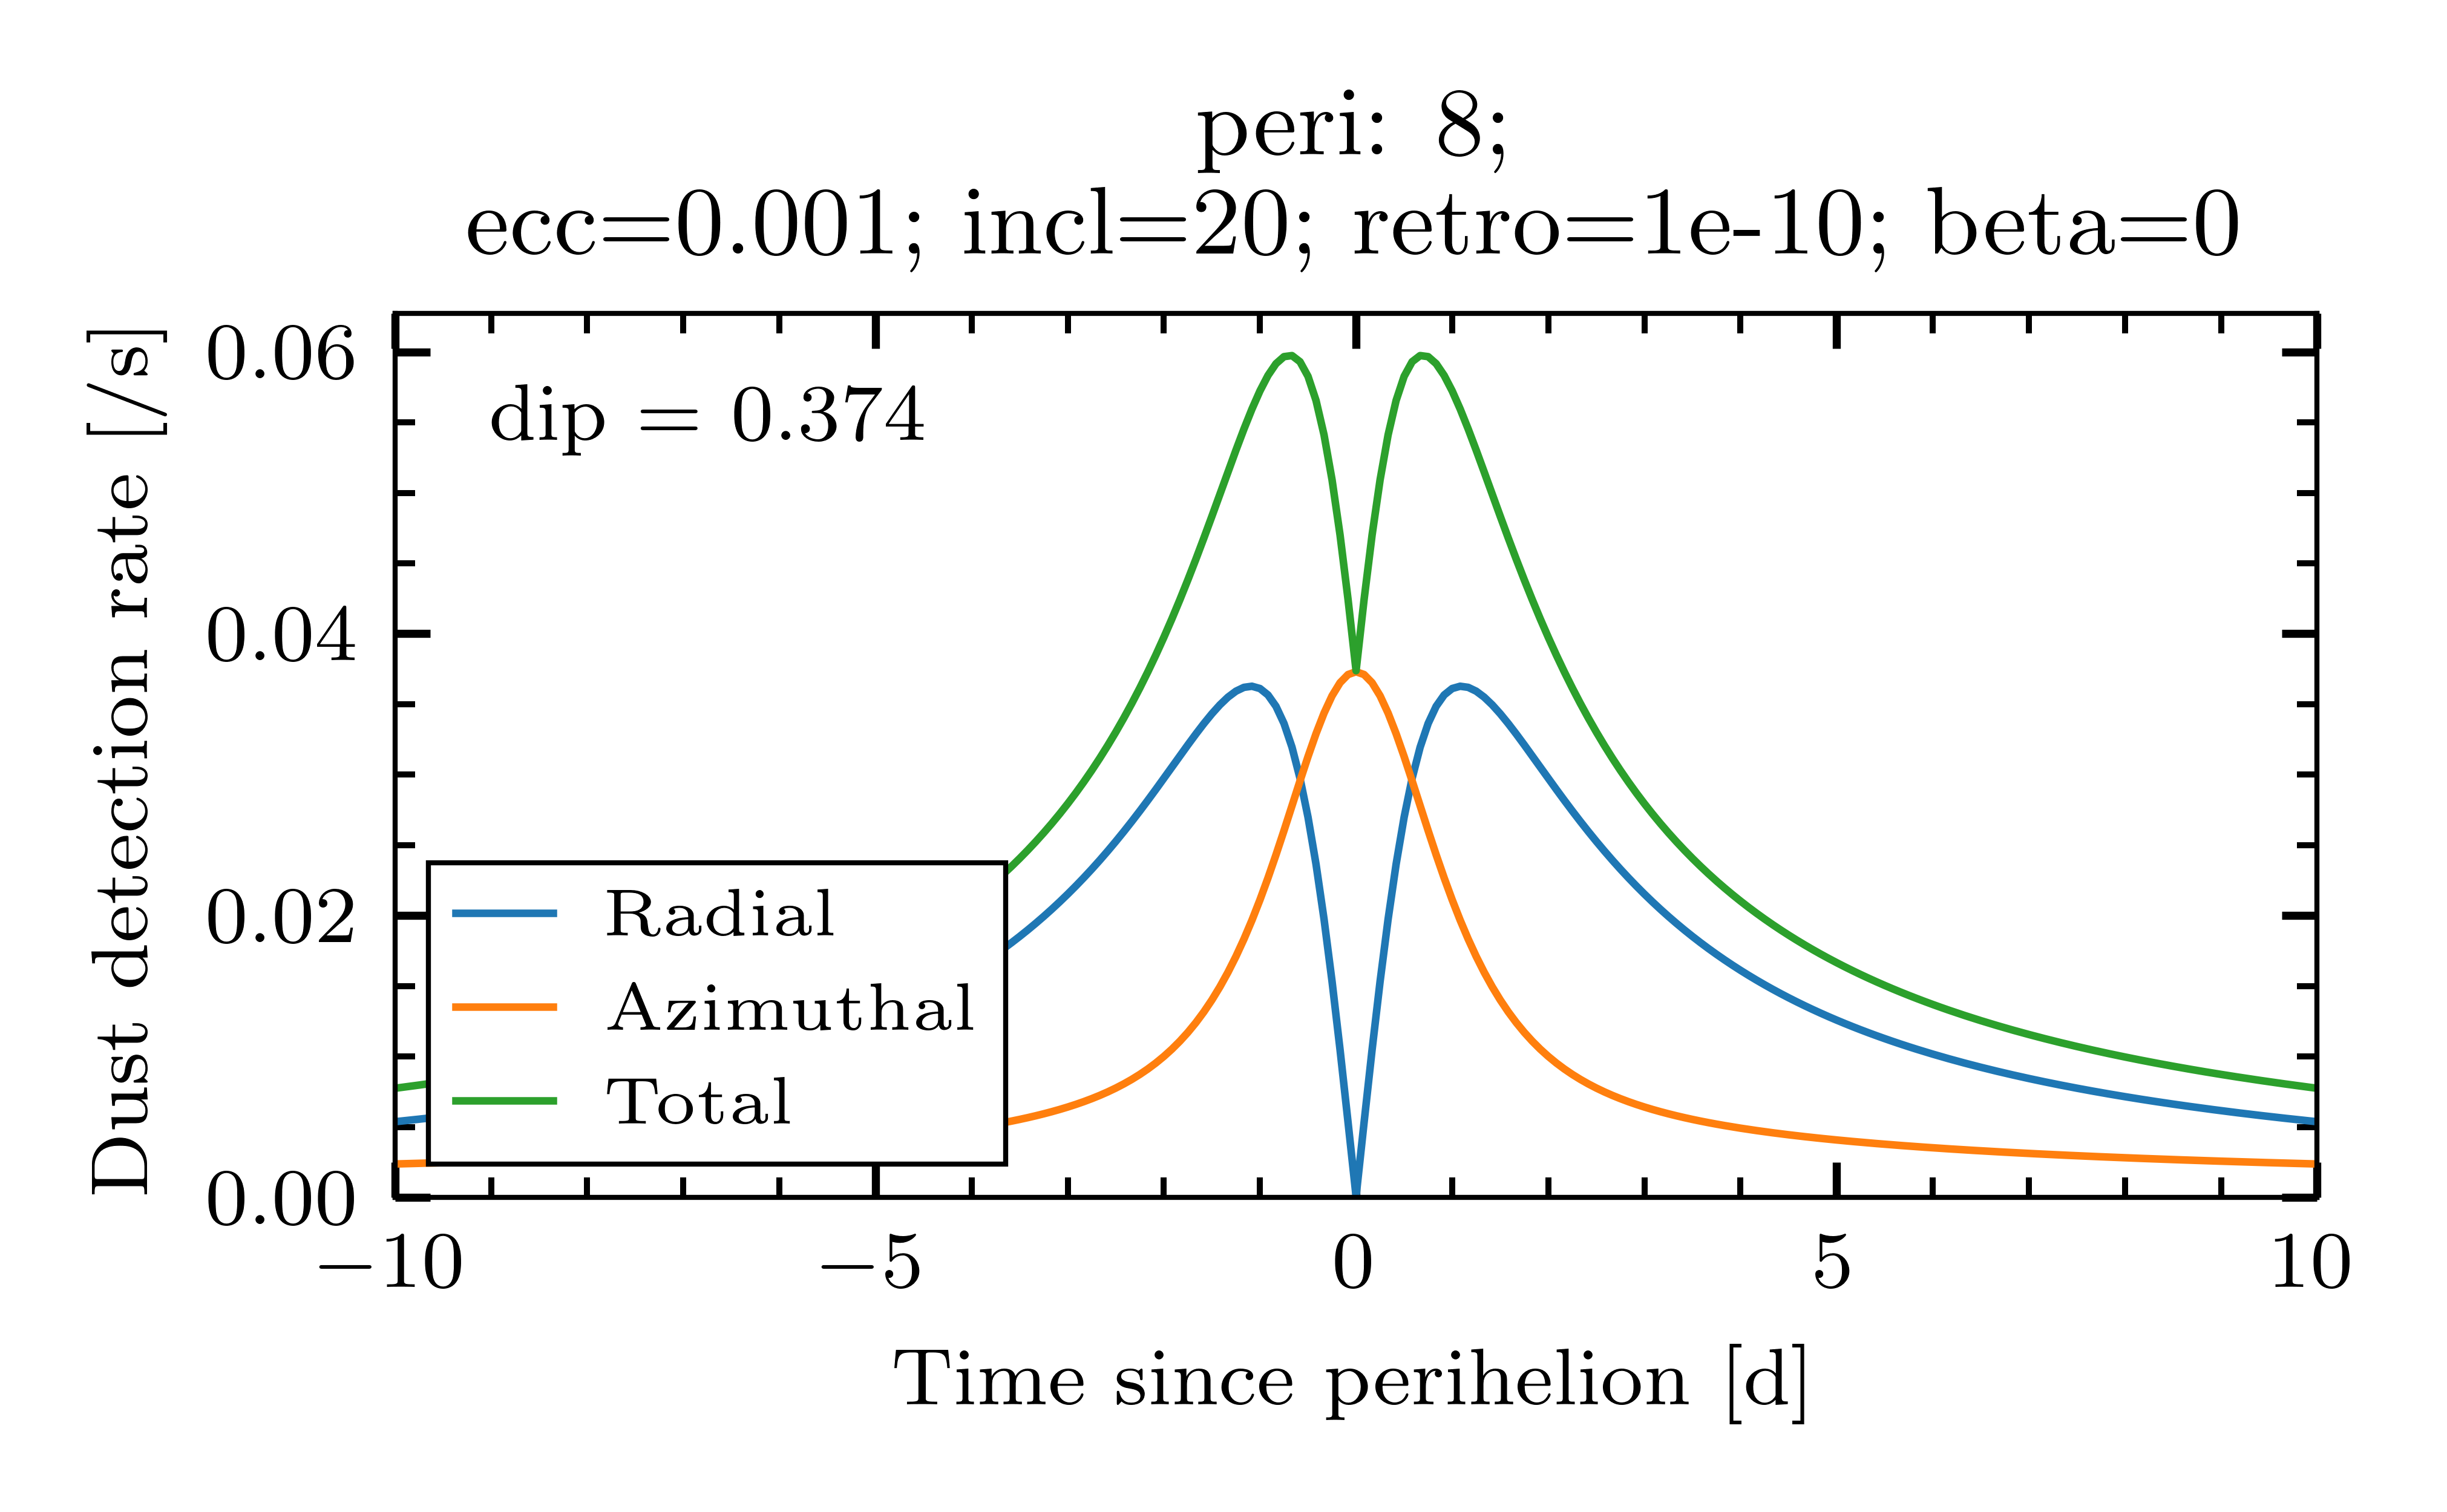 peri: 8;
ecc=0.001; incl=20; retro=1e-10; beta=0
Dust detection rate [/s]
0.06
0.04
0.02
0.00
dip = 0.374
Radial
Azimuthal
Total
−10
−5
0
5
10
Time since perihelion [d]